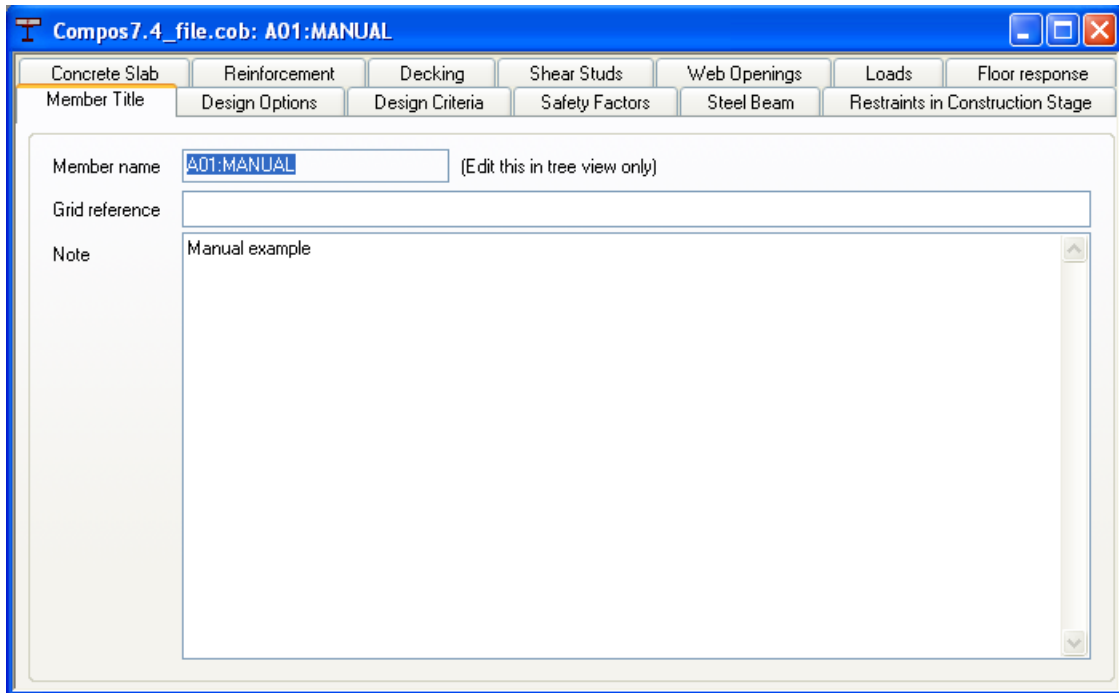 Compos7.4_file.cob: A01:MANUAL
Concrete Slab Reinforcement Decking Shear Studs Web Openings Loads Floor response
Member Title Design Options Design Criteria Safety Factors Steel Beam Restraints in Construction Stage
Member name A01:MANUAL (Edit this in tree view only)
Grid reference
Note Manual example